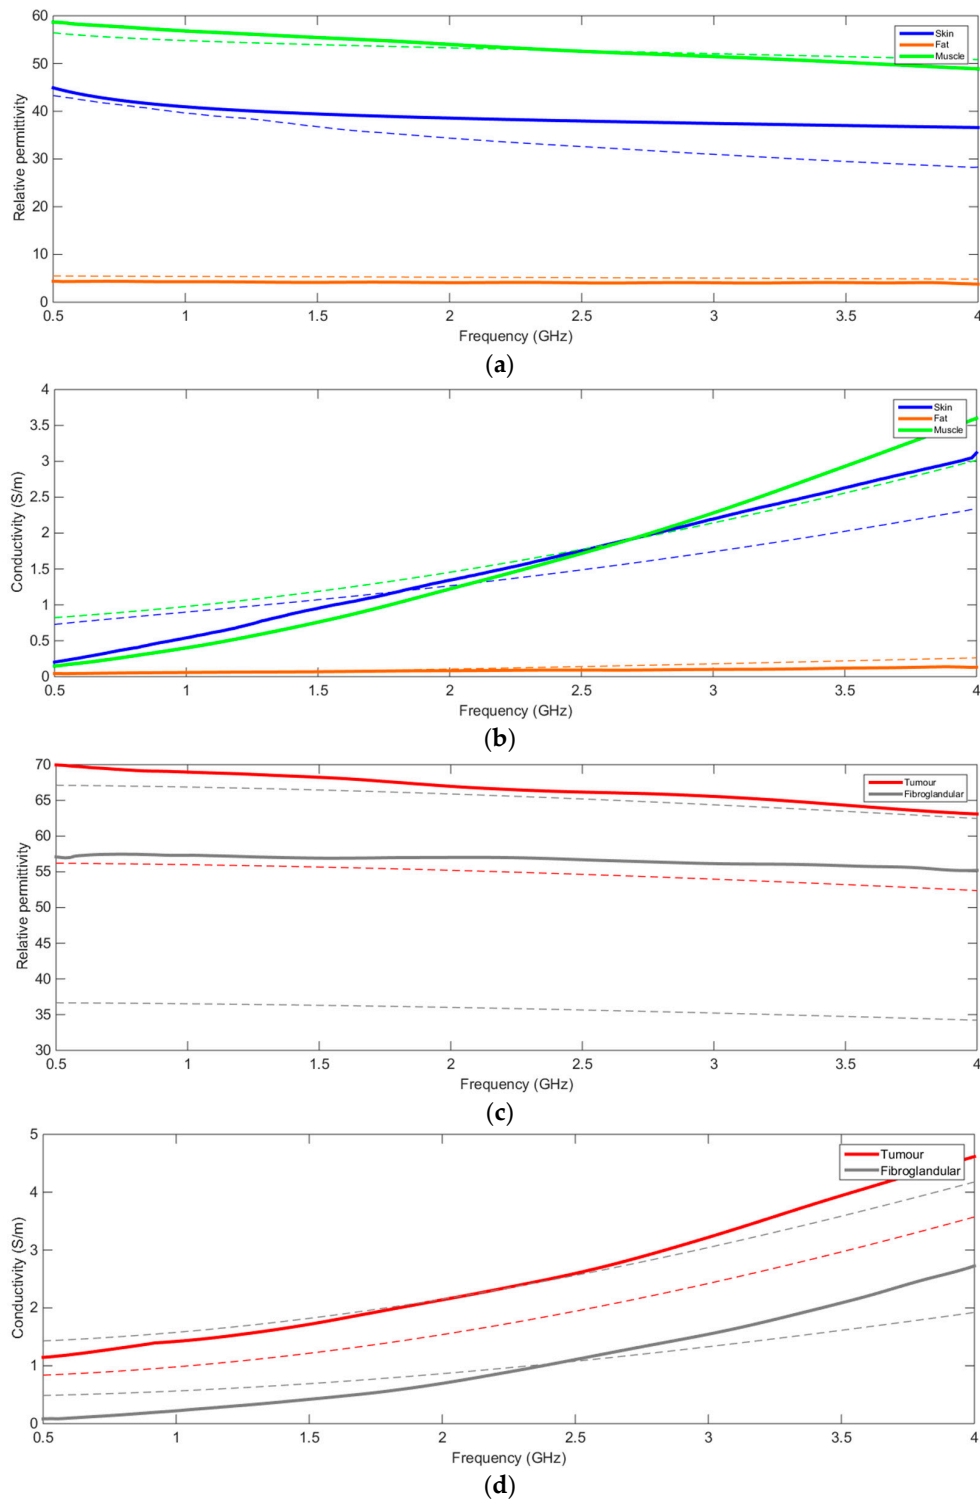 60
50
40
30
20
10
0
Relative permittivity
Skin
Fat
Muscle
0.5 1 1.5 2 2.5 3 3.5 4
Frequency (GHz)
(a)
4
3.5
3
2.5
2
1.5
1
0.5
0
Conductivity (S/m)
Skin
Fat
Muscle
0.5 1 1.5 2 2.5 3 3.5 4
Frequency (GHz)
(b)
70
65
60
55
50
45
40
35
30
Relative permittivity
Tumour
Fibroglandular
0.5 1 1.5 2 2.5 3 3.5 4
Frequency (GHz)
(c)
5
4
3
2
1
0
Conductivity (S/m)
Tumour
Fibroglandular
0.5 1 1.5 2 2.5 3 3.5 4
Frequency (GHz)
(d)